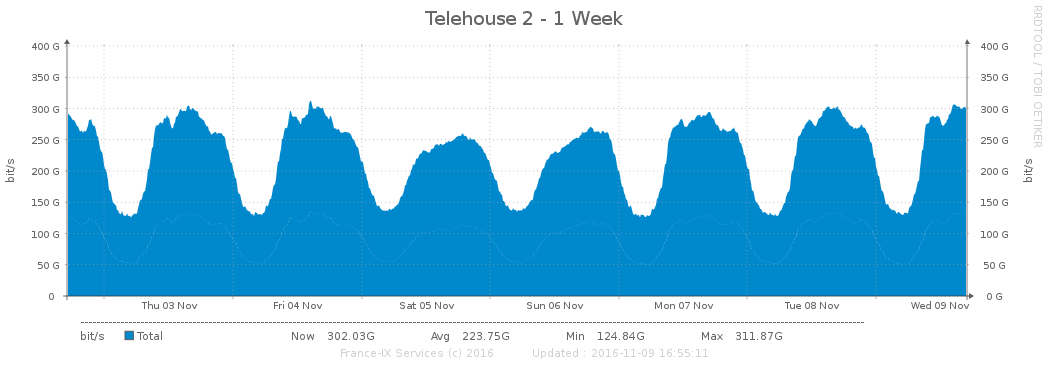 Telehouse 2 - 1 Week
RRDTOOL / TOBI OETIKER
400 G 400 G
350 G 350 G
300 G 300 G
250 G 250 G
200 G 200 G
150 G 150 G
100 G 100 G
50 G 50 G
0 0 G
bit/s bit/s
Thu 03 Nov Fri 04 Nov Sat 05 Nov Sun 06 Nov Mon 07 Nov Tue 08 Nov Wed 09 Nov
bit/s Total Now 302.03G Avg 223.75G Min 124.84G Max 311.87G
France-IX Services (c) 2016 Updated : 2016-11-09 16:55:11